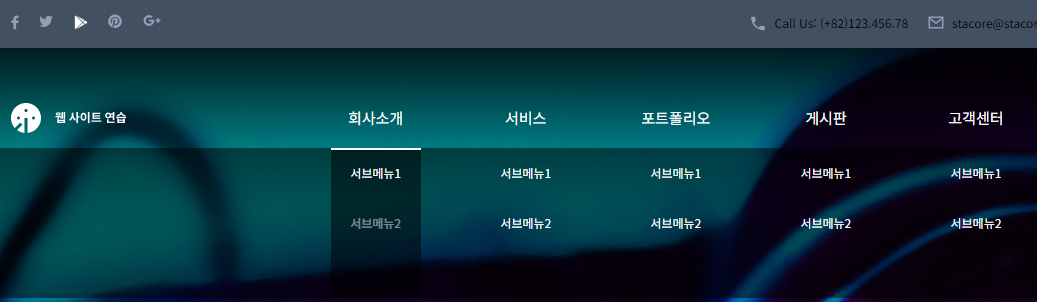 Call Us: (+82)123.456.78
stacore@stacor
웹 사이트 연습
회사소개 서비스 포트폴리오 게시판 고객센터
서브메뉴1 서브메뉴1 서브메뉴1 서브메뉴1 서브메뉴1
서브메뉴2 서브메뉴2 서브메뉴2 서브메뉴2 서브메뉴2